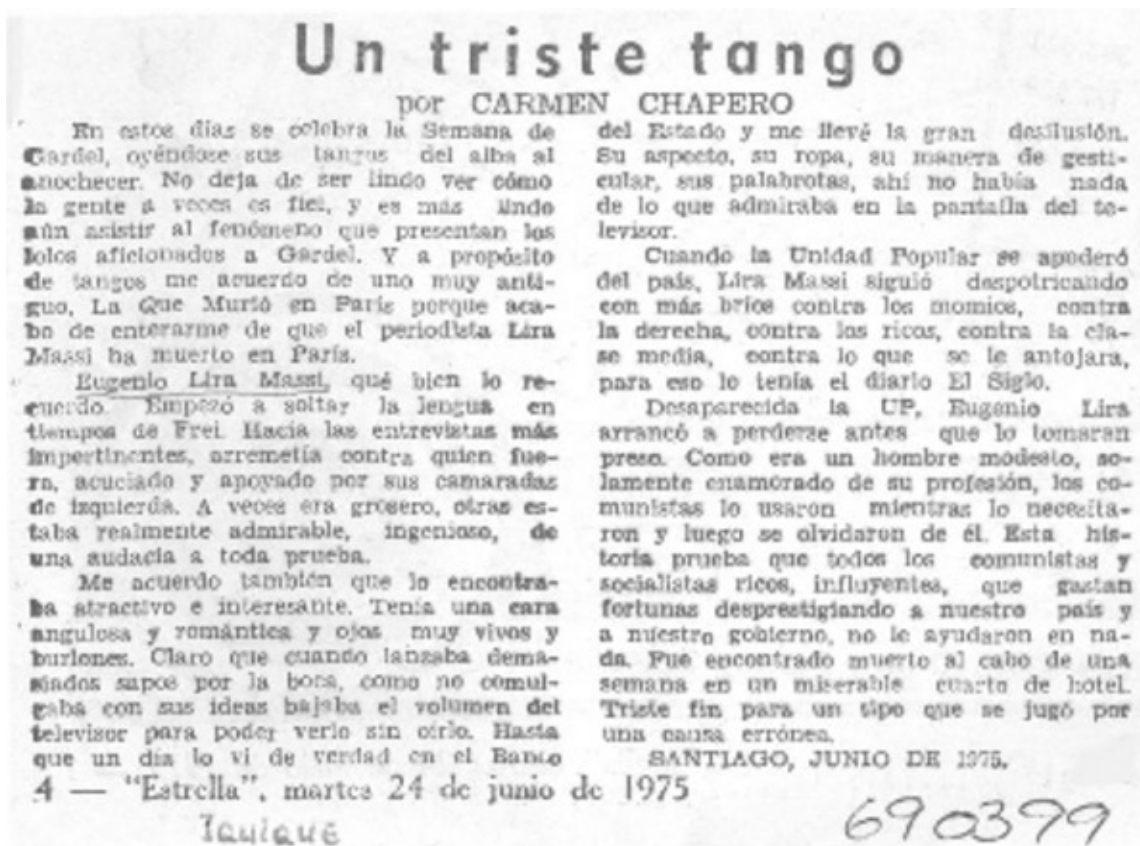 Un triste tango
por CARMEN CHAPERO
En estos días se celebra la Semana de
Gardel, oyéndose sus tangos del alba al
anochecer. No deja de ser lindo ver cómo
la gente a veces es fiel, y es más lindo
aún asistir al fenómeno que presentan los
lolos aficionados a Gardel. Y a propósito
de tangos me acuerdo de uno muy anti-
guo, La Que Murió en París porque aca-
bo de enterarme de que el periodista Lira
Massi ha muerto en París.
Eugenio Lira Massi, qué bien lo re-
cuerdo. Empezó a soltar la lengua en
tiempos de Frei. Hacía las entrevistas más
impertinentes, arremetía contra quien fue-
ra, acuciado y apoyado por sus camaradas
de izquierda. A veces era grosero, otras es-
taba realmente admirable, ingenioso, de
una audacia a toda prueba.
Me acuerdo también que lo encontra-
ba atractivo e interesante. Tenía una cara
angulosa y romántica y ojos muy vivos y
burlones. Claro que cuando lanzaba dema-
siados sapos por la boca, como no comul-
gaba con sus ideas bajaba el volumen del
televisor para poder verlo sin oírlo. Hasta
que un día lo vi de verdad en el Banco
del Estado y me llevé la gran desilusión.
Su aspecto, su ropa, su manera de gesti-
cular, sus palabrotas, ahí no había nada
de lo que admiraba en la pantalla del te-
levisor.
Cuando la Unidad Popular se apoderó
del país, Lira Massi siguió despotricando
con más bríos contra los momios, contra
la derecha, contra los ricos, contra la cla-
se media, contra lo que se le antojara,
para eso lo tenía el diario El Siglo.
Desaparecida la UP, Eugenio Lira
arrancó a perderse antes que lo tomaran
preso. Como era un hombre modesto, so-
lamente enamorado de su profesión, los co-
munistas lo usaron mientras lo necesita-
ron y luego se olvidaron de él. Esta his-
toria prueba que todos los comunistas y
socialistas ricos, influyentes, que gastan
fortunas desprestigiando a nuestro país y
a nuestro gobierno, no le ayudaron en na-
da. Fue encontrado muerto al cabo de una
semana en un miserable cuarto de hotel.
Triste fin para un tipo que se jugó por
una causa errónea.
SANTIAGO, JUNIO DE 1975.
4 — "Estrella", martes 24 de junio de 1975
Iquique
690399